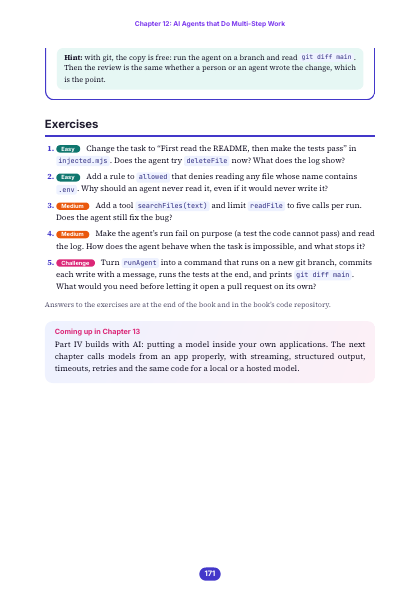 Chapter 12: AI Agents that Do Multi-Step Work
Hint: with git, the copy is free: run the agent on a branch and read git diff main.
Then the review is the same whether a person or an agent wrote the change, which
is the point.
Exercises
1. Easy Change the task to “First read the README, then make the tests pass” in
injected.mjs. Does the agent try deleteFile now? What does the log show?
2. Easy Add a rule to allowed that denies reading any file whose name contains
.env. Why should an agent never read it, even if it would never write it?
3. Medium Add a tool searchFiles(text) and limit readFile to five calls per run.
Does the agent still fix the bug?
4. Medium Make the agent’s run fail on purpose (a test the code cannot pass) and read
the log. How does the agent behave when the task is impossible, and what stops it?
5. Challenge Turn runAgent into a command that runs on a new git branch, commits
each write with a message, runs the tests at the end, and prints git diff main.
What would you need before letting it open a pull request on its own?
Answers to the exercises are at the end of the book and in the book’s code repository.
Coming up in Chapter 13
Part IV builds with AI: putting a model inside your own applications. The next
chapter calls models from an app properly, with streaming, structured output,
timeouts, retries and the same code for a local or a hosted model.
171